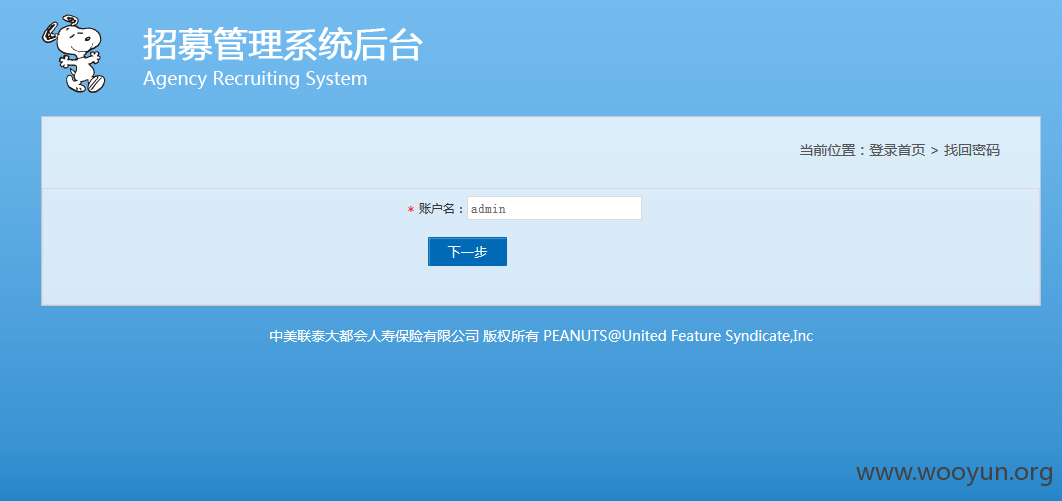 招募管理系统后台
Agency Recruiting System
当前位置：登录首页 > 找回密码
* 账户名：admin
下一步
中美联泰大都会人寿保险有限公司 版权所有 PEANUTS@United Feature Syndicate,Inc
www.wooyun.org